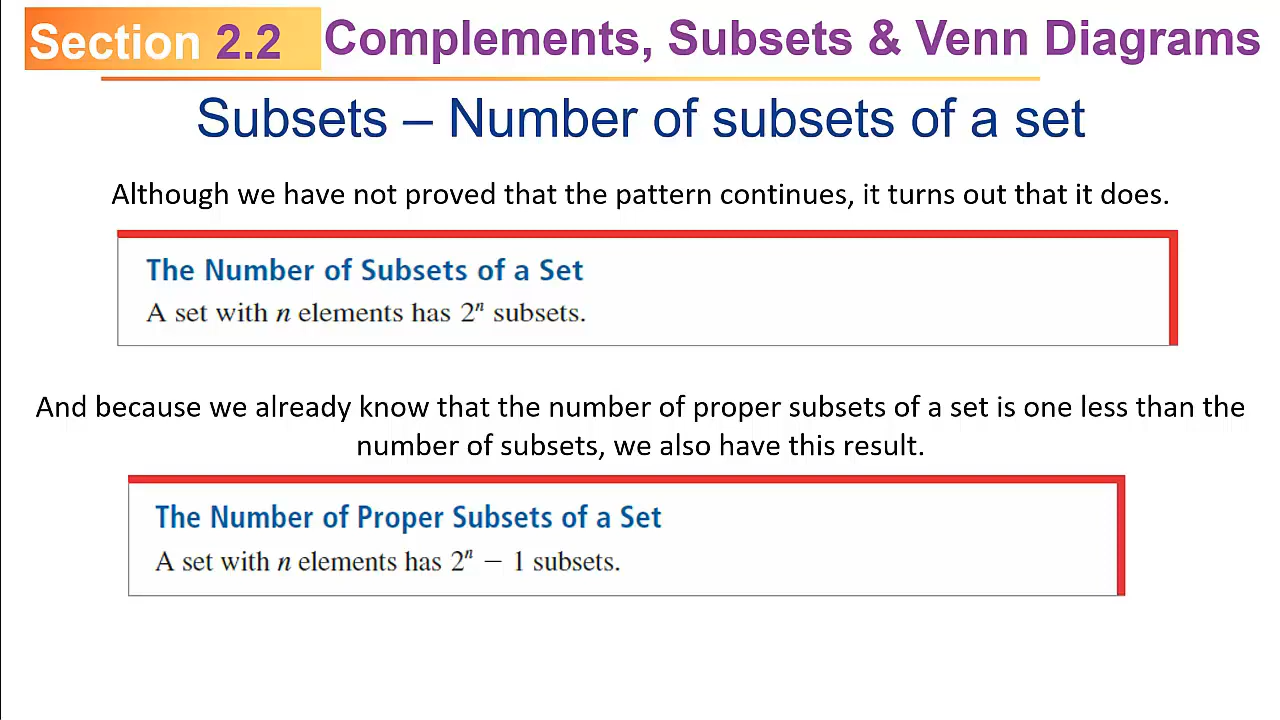 Section 2.2 Complements, Subsets & Venn Diagrams
Subsets – Number of subsets of a set
Although we have not proved that the pattern continues, it turns out that it does.
The Number of Subsets of a Set
A set with n elements has 2ⁿ subsets.
And because we already know that the number of proper subsets of a set is one less than the
number of subsets, we also have this result.
The Number of Proper Subsets of a Set
A set with n elements has 2ⁿ − 1 subsets.